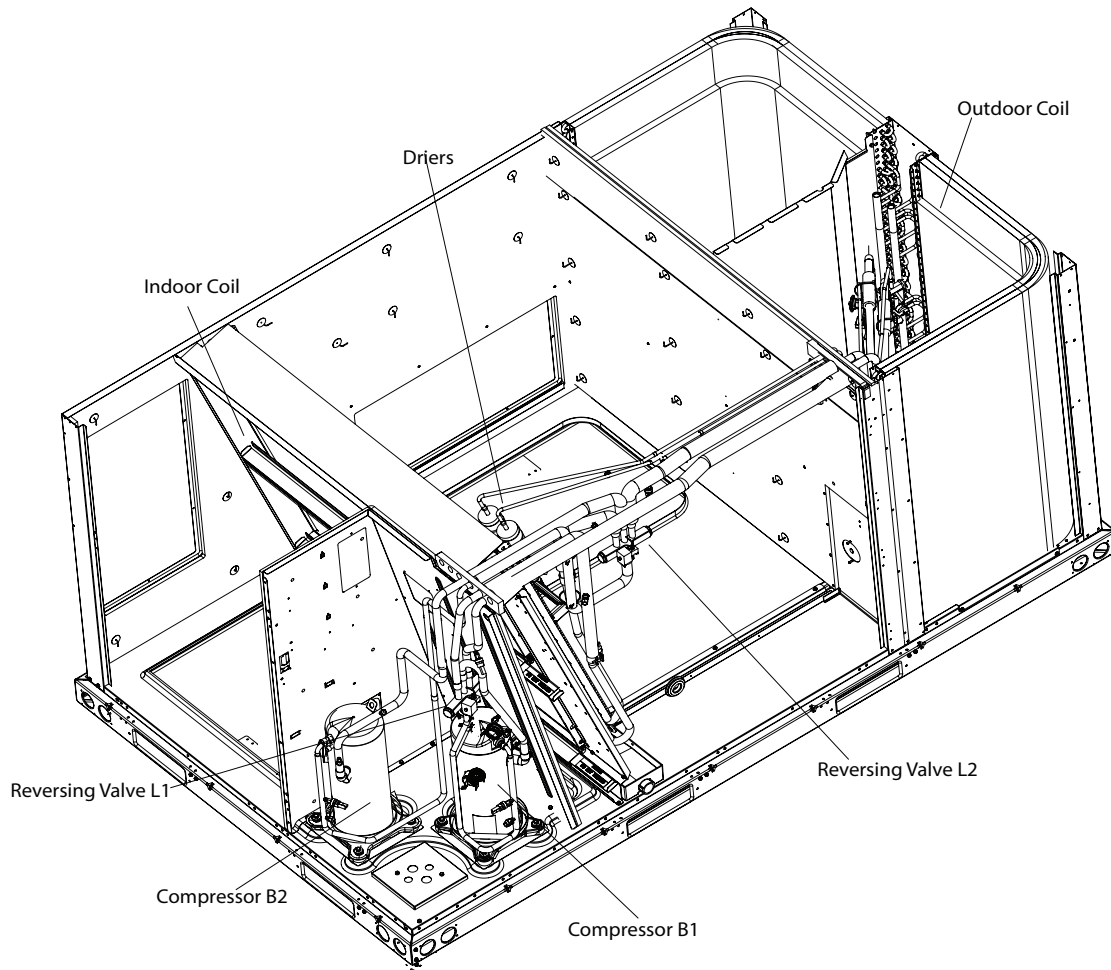 Outdoor Coil
Driers
Indoor Coil
Reversing Valve L2
Reversing Valve L1
Compressor B2
Compressor B1